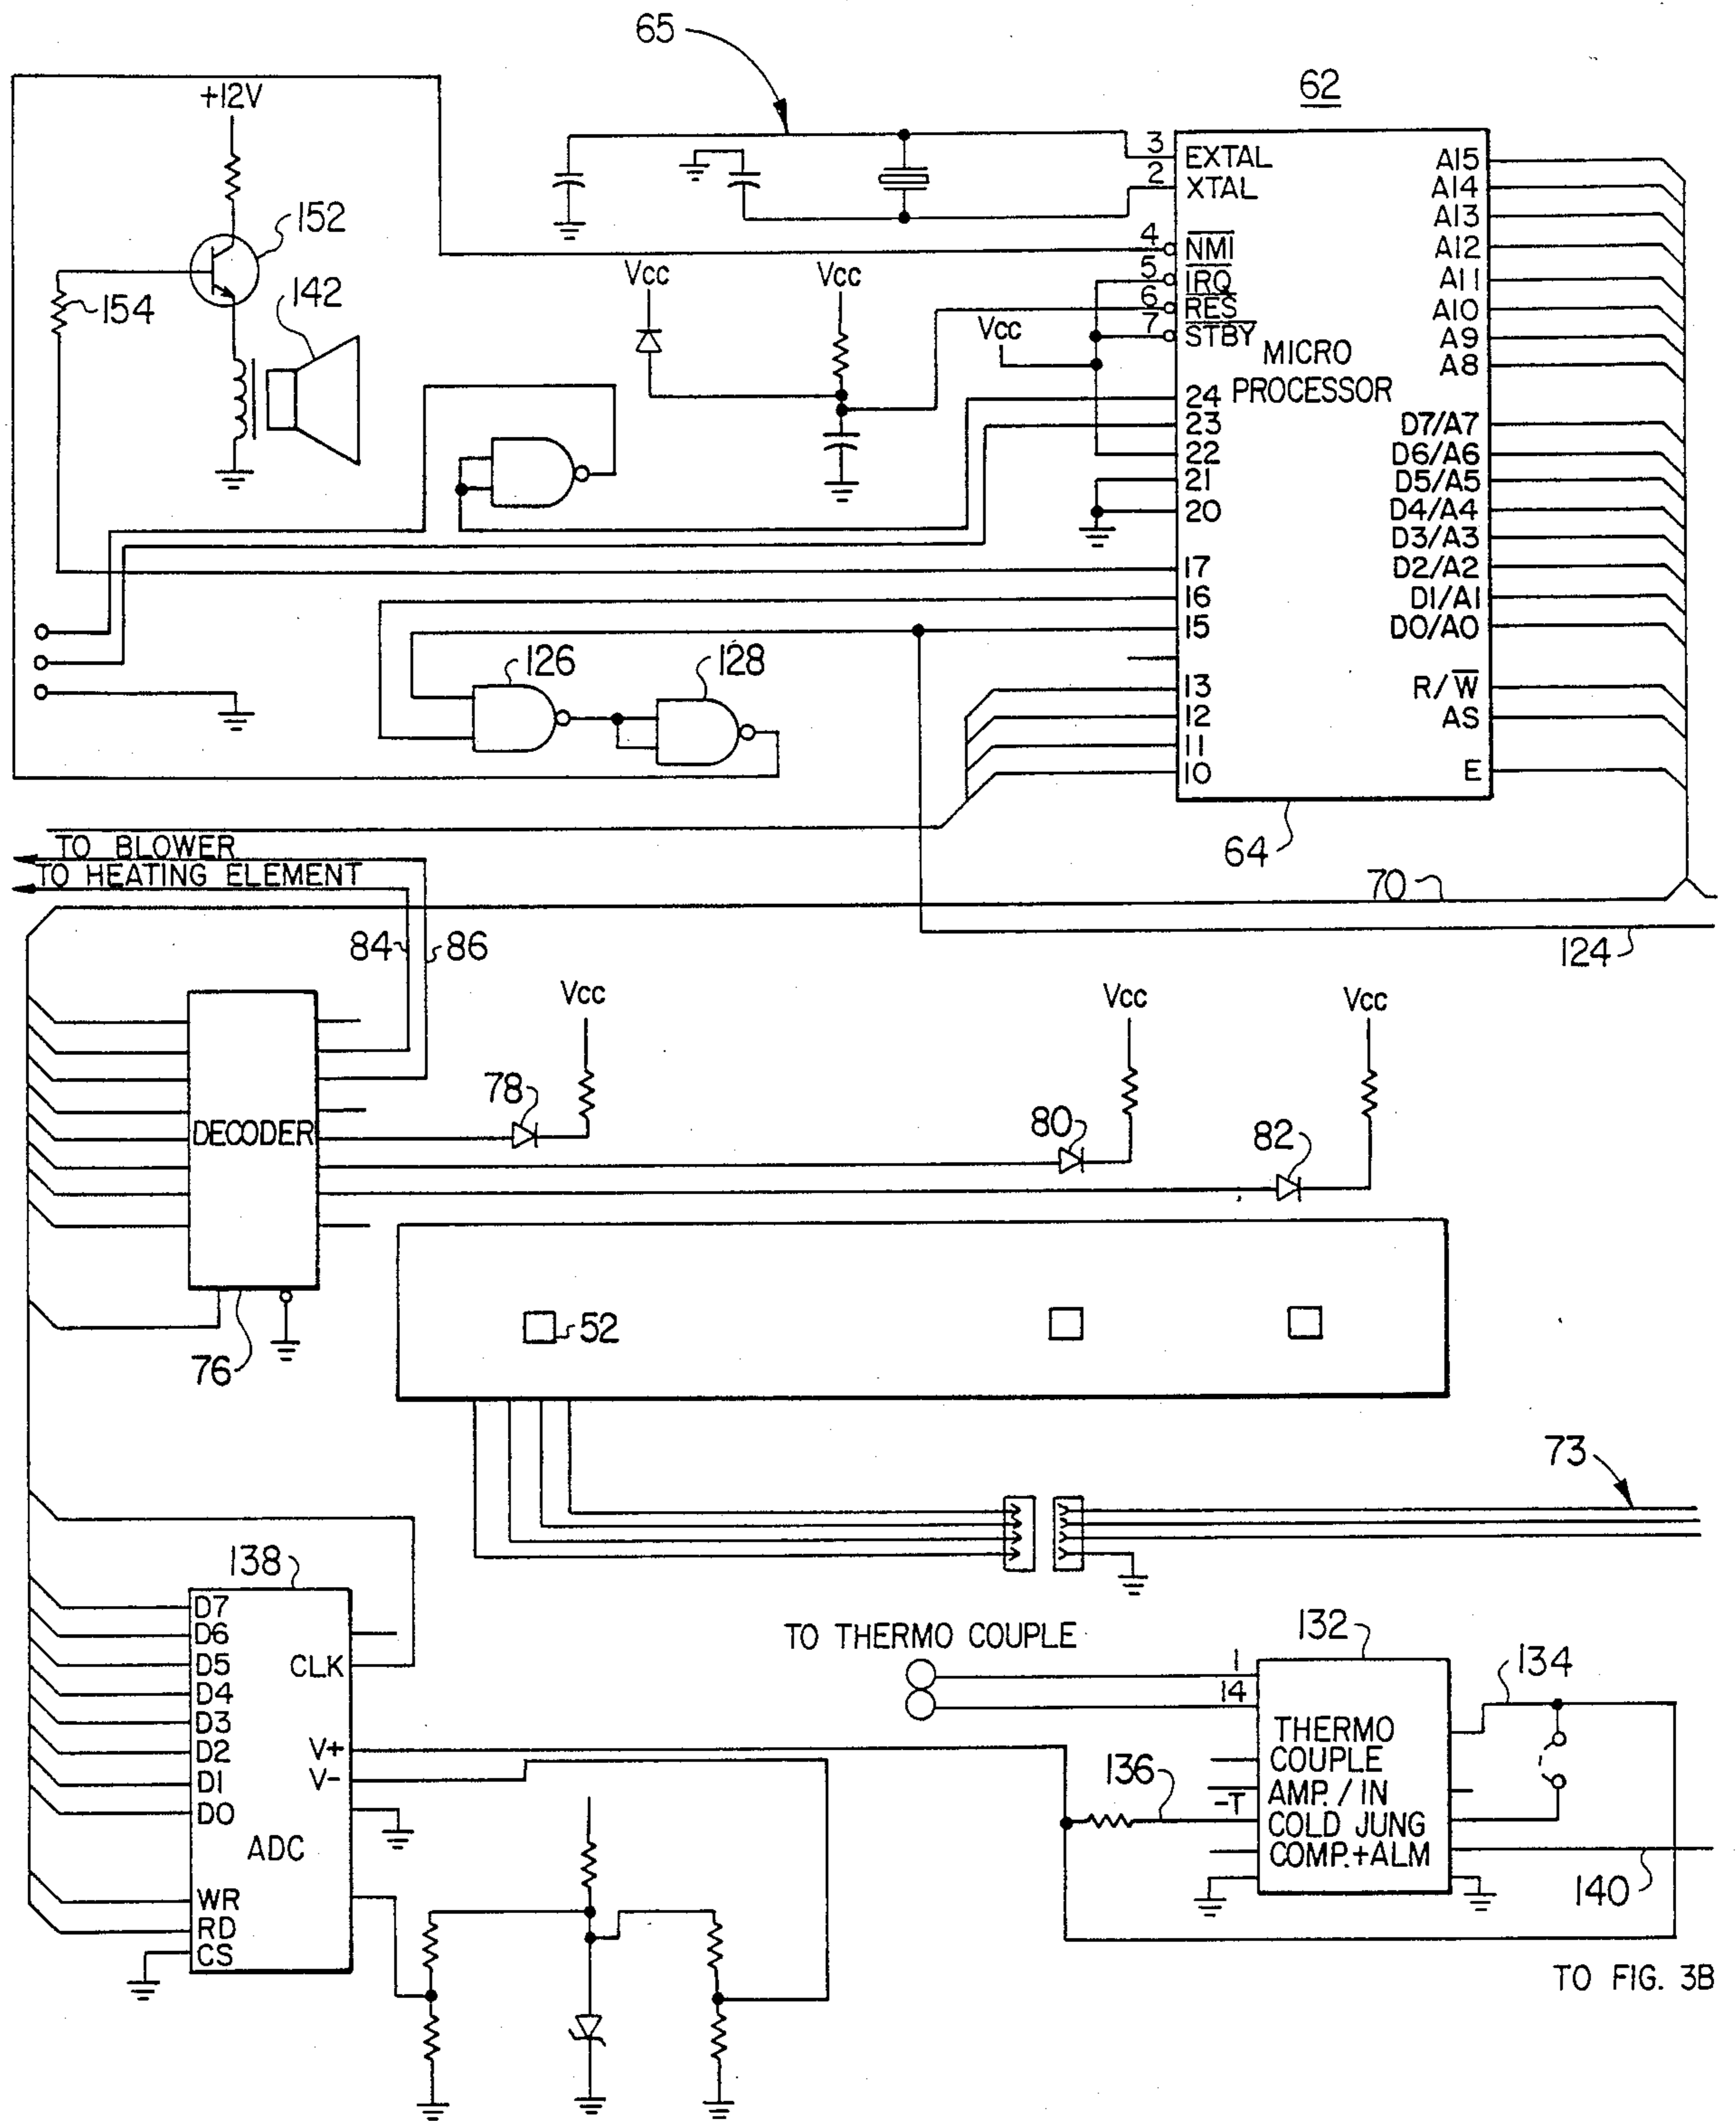 65
62
+12V
152
142
154
3
EXTAL
2
XTAL
4
NMI
5
IRQ
6
RES
7
STBY
Vcc
Vcc
Vcc
MICRO
PROCESSOR
24
23
22
21
20
17
16
15
13
12
11
10
A15
A14
A13
A12
A11
A10
A9
A8
D7/A7
D6/A6
D5/A5
D4/A4
D3/A3
D2/A2
D1/A1
D0/A0
R/W
AS
E
126
128
64
TO BLOWER
TO HEATING ELEMENT
70
84
86
124
Vcc
Vcc
Vcc
78
80
82
DECODER
76
52
73
138
D7
D6
D5
D4
D3
D2
D1
D0
CLK
V+
V-
ADC
WR
RD
CS
TO THERMO COUPLE
132
1
14
134
THERMO
COUPLE
AMP. / IN
-T
COLD JUNG
COMP.+ALM
136
140
TO FIG. 3B